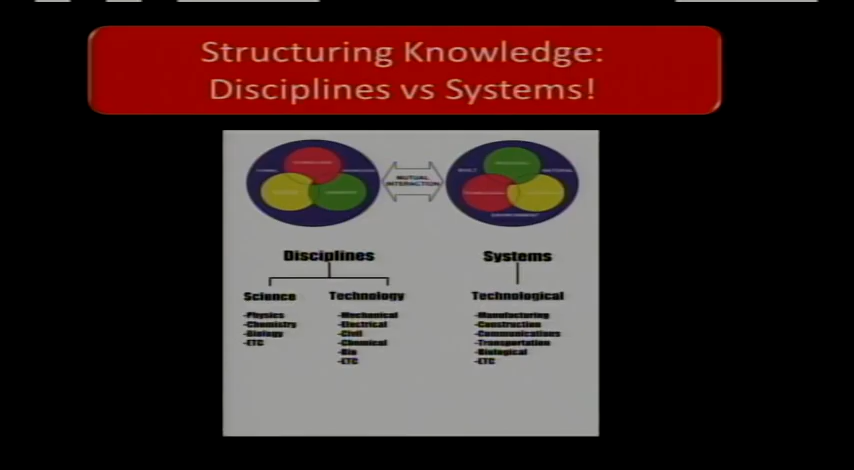 Structuring Knowledge:
Disciplines vs Systems!
MUTUAL
INTERACTION
Disciplines
Systems
Science
Technology
Technological
-Physics
-Chemistry
-Biology
-ETC
-Mechanical
-Electrical
-Civil
-Chemical
-Bio
-ETC
-Manufacturing
-Construction
-Communications
-Transportation
-Biological
-ETC